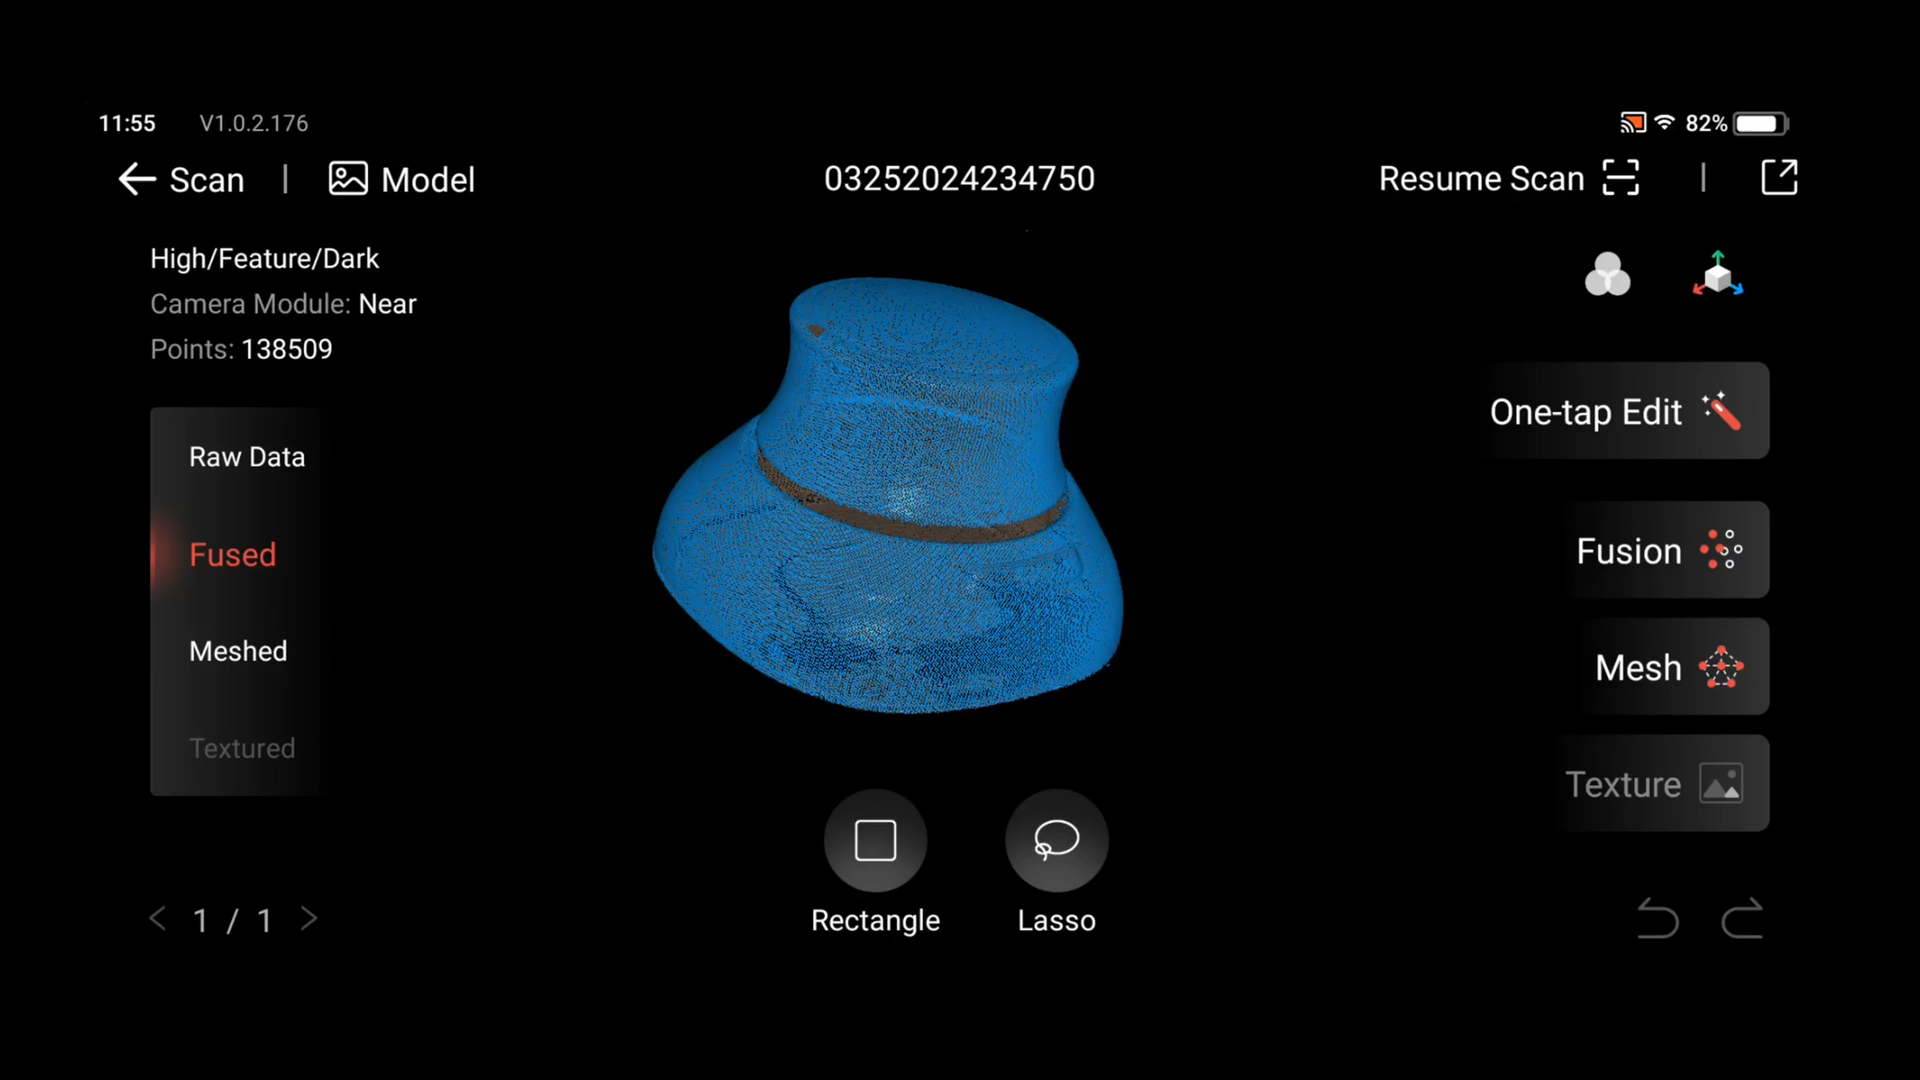 11:55 V1.0.2.176 82%
Scan | Model 03252024234750 Resume Scan |
High/Feature/Dark
Camera Module: Near
Points: 138509
One-tap Edit
Raw Data
Fused
Fusion
Meshed
Mesh
Textured
Texture
Rectangle
Lasso
1 / 1